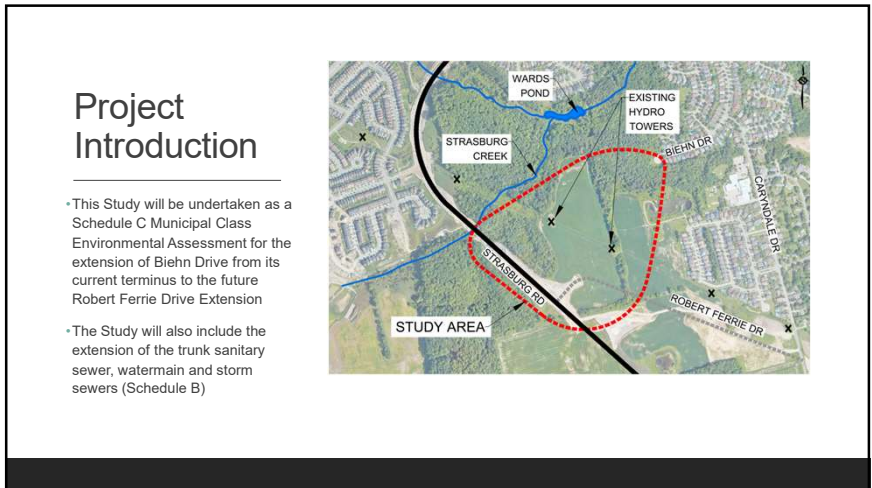 Project
Introduction
•This Study will be undertaken as a
Schedule C Municipal Class
Environmental Assessment for the
extension of Biehn Drive from its
current terminus to the future
Robert Ferrie Drive Extension
•The Study will also include the
extension of the trunk sanitary
sewer, watermain and storm
sewers (Schedule B)
WARDS
POND
EXISTING
HYDRO
TOWERS
STRASBURG
CREEK
BIEHN DR
CARYNDALE DR
STRASBURG RD
ROBERT FERRIE DR
STUDY AREA